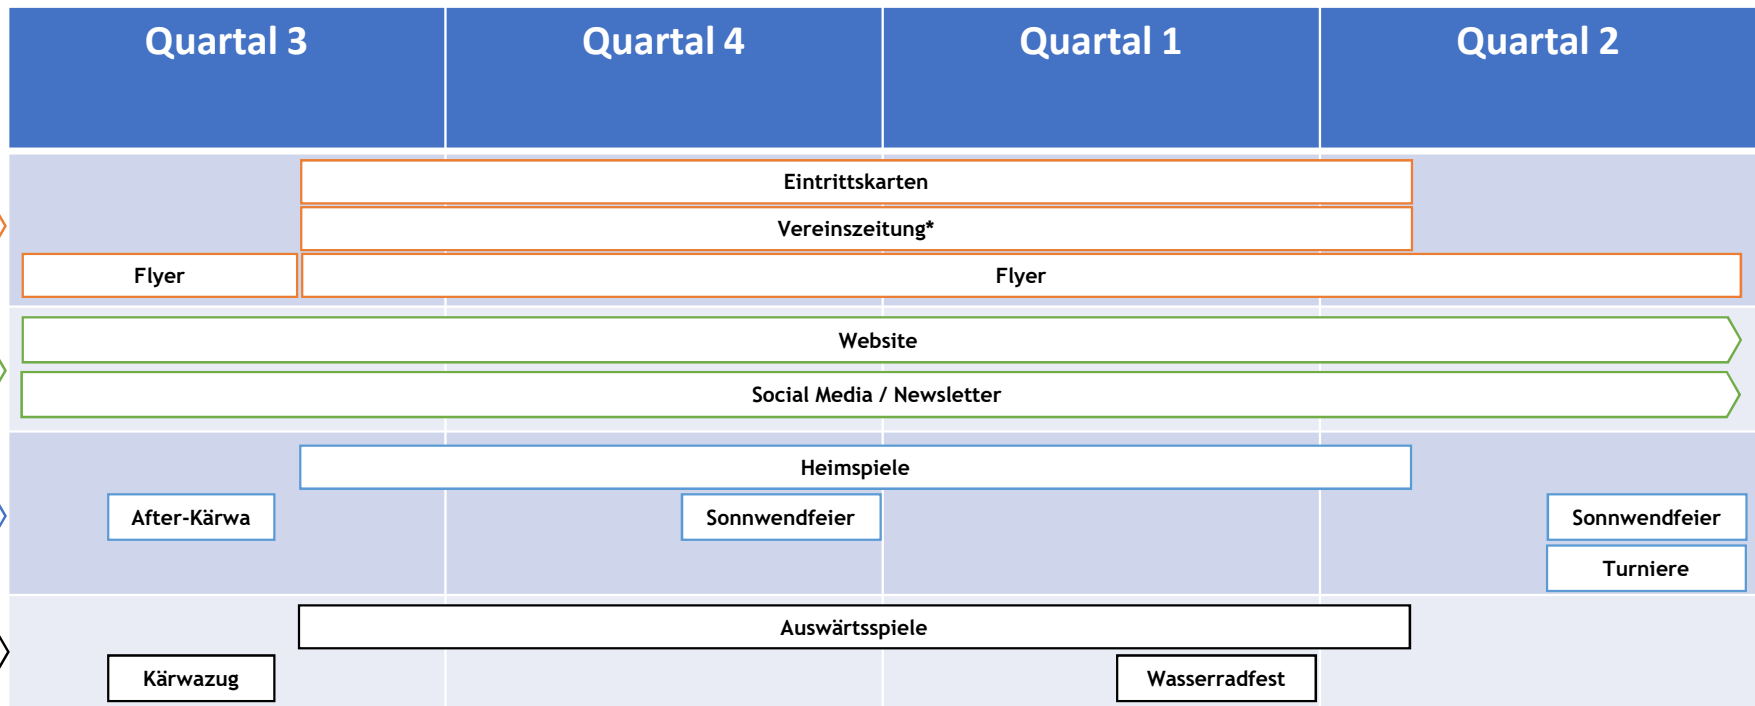 Quartal 3
Quartal 4
Quartal 1
Quartal 2
Eintrittskarten
Vereinszeitung*
Flyer
Flyer
Website
Social Media / Newsletter
Heimspiele
After-Kärwa
Sonnwendfeier
Sonnwendfeier
Turniere
Auswärtsspiele
Kärwazug
Wasserradfest